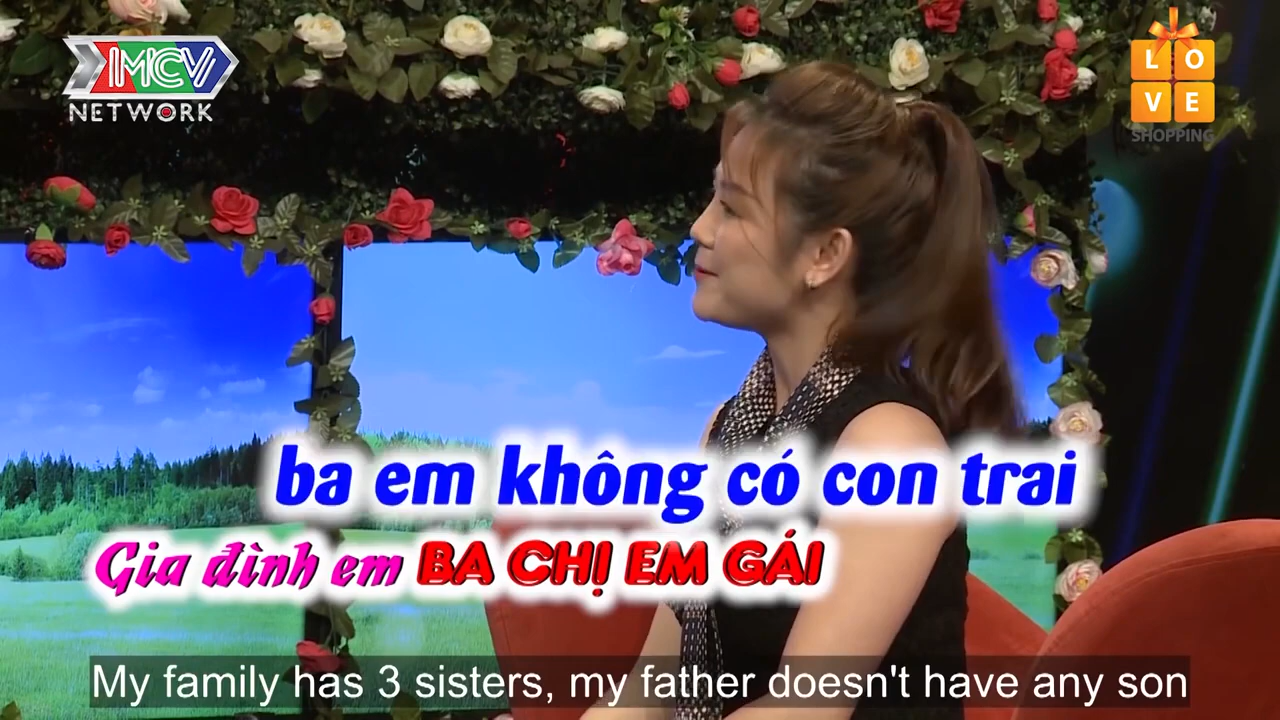 MCV
NETWORK
LOVE
SHOPPING
ba em không có con trai
Gia đình em BA CHỊ EM GÁI
My family has 3 sisters, my father doesn't have any son